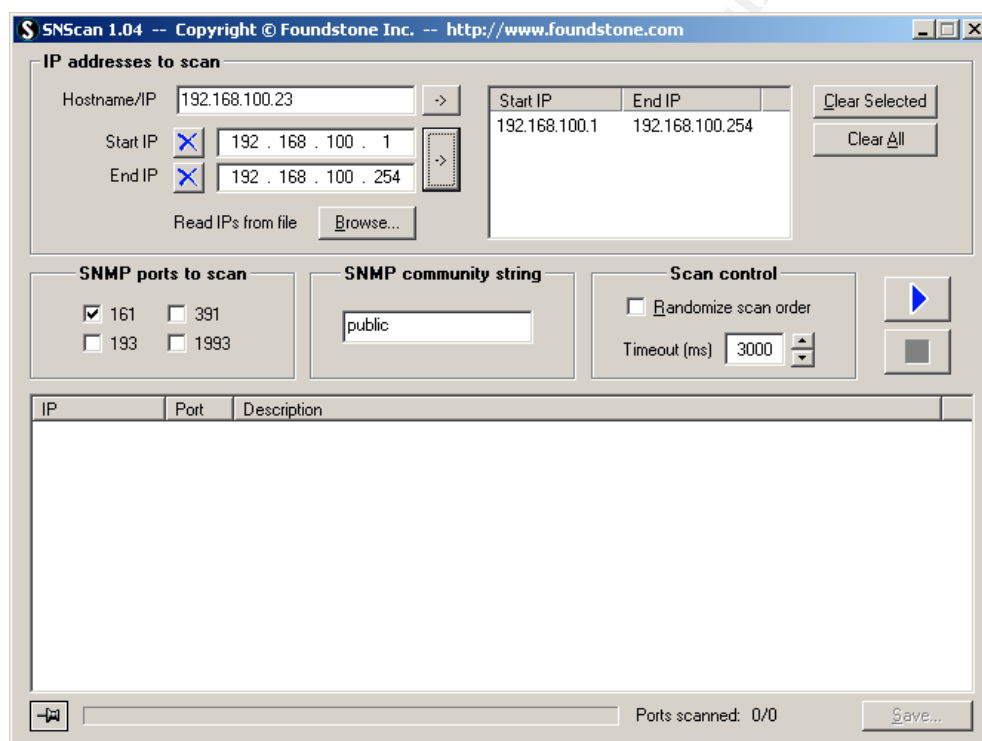 SNScan 1.04 -- Copyright © Foundstone Inc. -- http://www.foundstone.com
IP addresses to scan
Hostname/IP 192.168.100.23 ->
Start IP 192 . 168 . 100 . 1
End IP 192 . 168 . 100 . 254
->
Read IPs from file Browse...
Start IP End IP
192.168.100.1 192.168.100.254
Clear Selected
Clear All
SNMP ports to scan
161 391
193 1993
SNMP community string
public
Scan control
Randomize scan order
Timeout (ms) 3000
IP Port Description
Ports scanned: 0/0 Save...